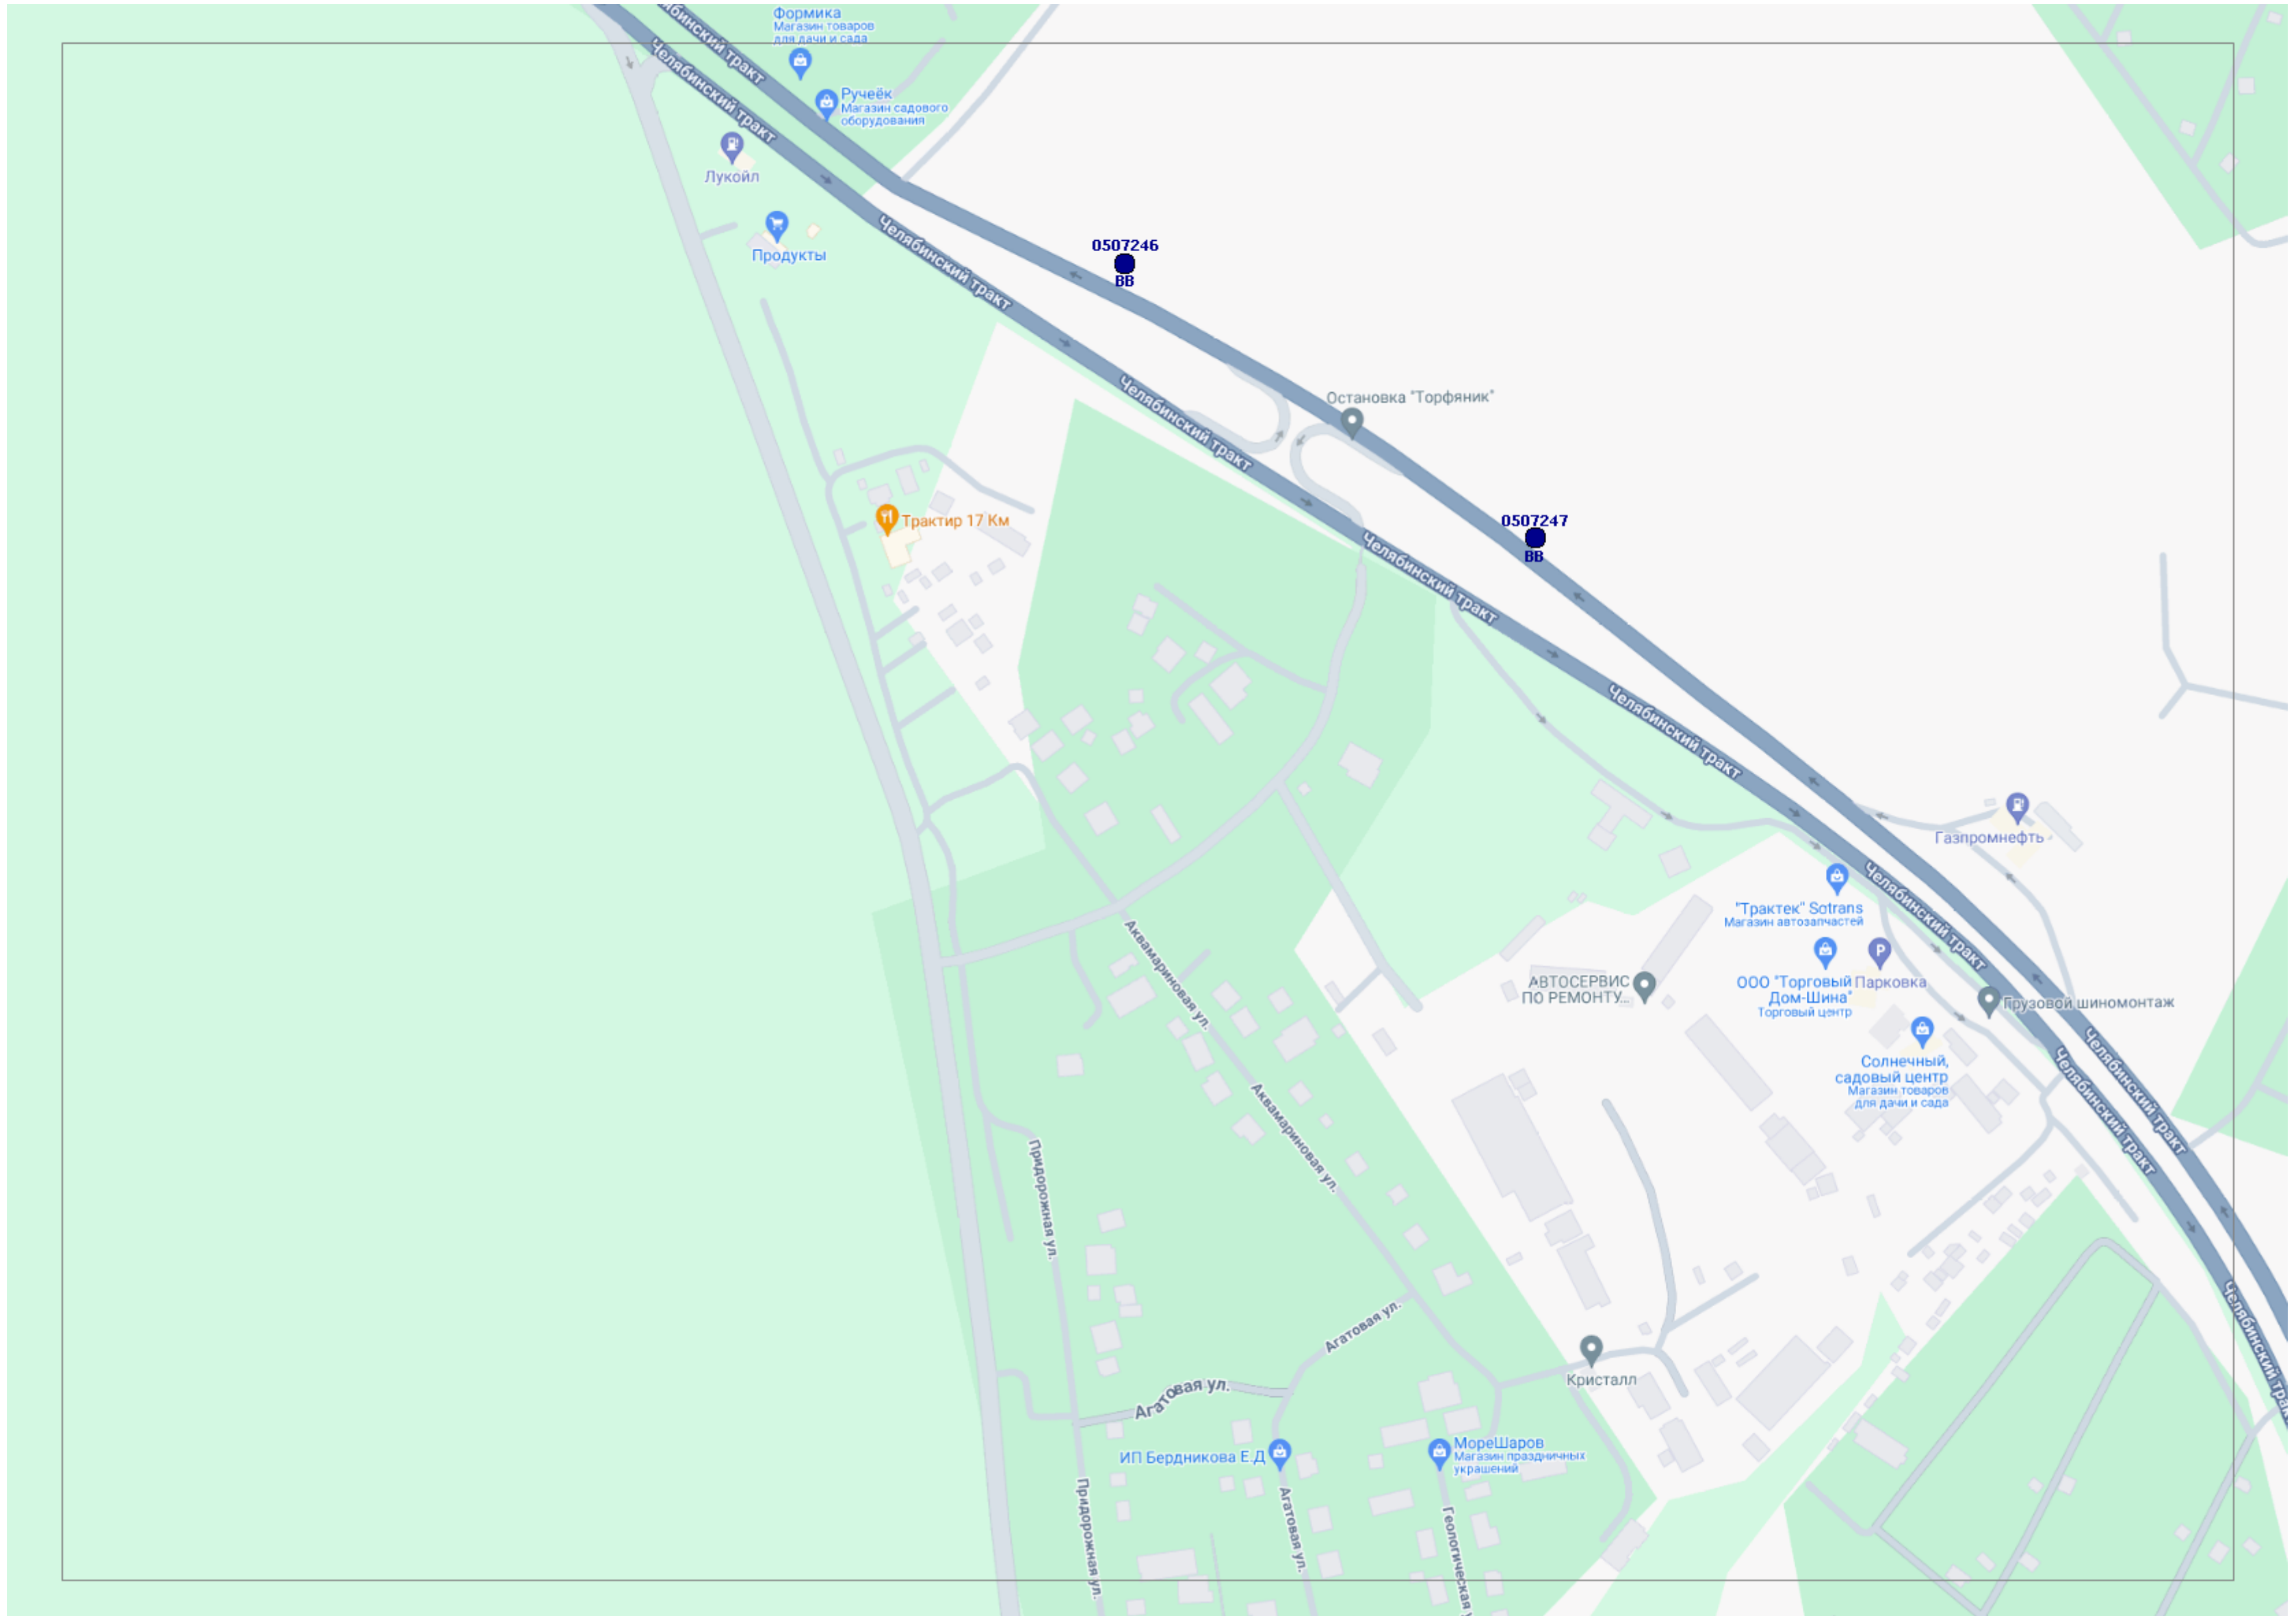 Формика
Магазин товаров
для дачи и сада
Челябинский тракт
Ручеёк
Магазин садового
оборудования
Лукойл
Продукты
Челябинский тракт
0507246
BB
Челябинский тракт
Остановка "Торфяник"
Трактир 17 Км
0507247
BB
Челябинский тракт
Челябинский тракт
Газпромнефть
"Трактек" Sotrans
Магазин автозапчастей
Челябинский тракт
ООО "Торговый
Дом-Шина"
Торговый центр
Парковка
АВТОСЕРВИС
ПО РЕМОНТУ...
Грузовой шиномонтаж
Солнечный,
садовый центр
Магазин товаров
для дачи и сада
Челябинский тракт
Челябинский тракт
Аквамариновая ул.
Аквамариновая ул.
Придорожная ул.
Агатовая ул.
Агатовая ул.
Кристалл
ИП Бердникова Е.Д
МореШаров
Магазин праздничных
украшений
Придорожная ул.
Агатовая ул.
Геологическая
Челябинский